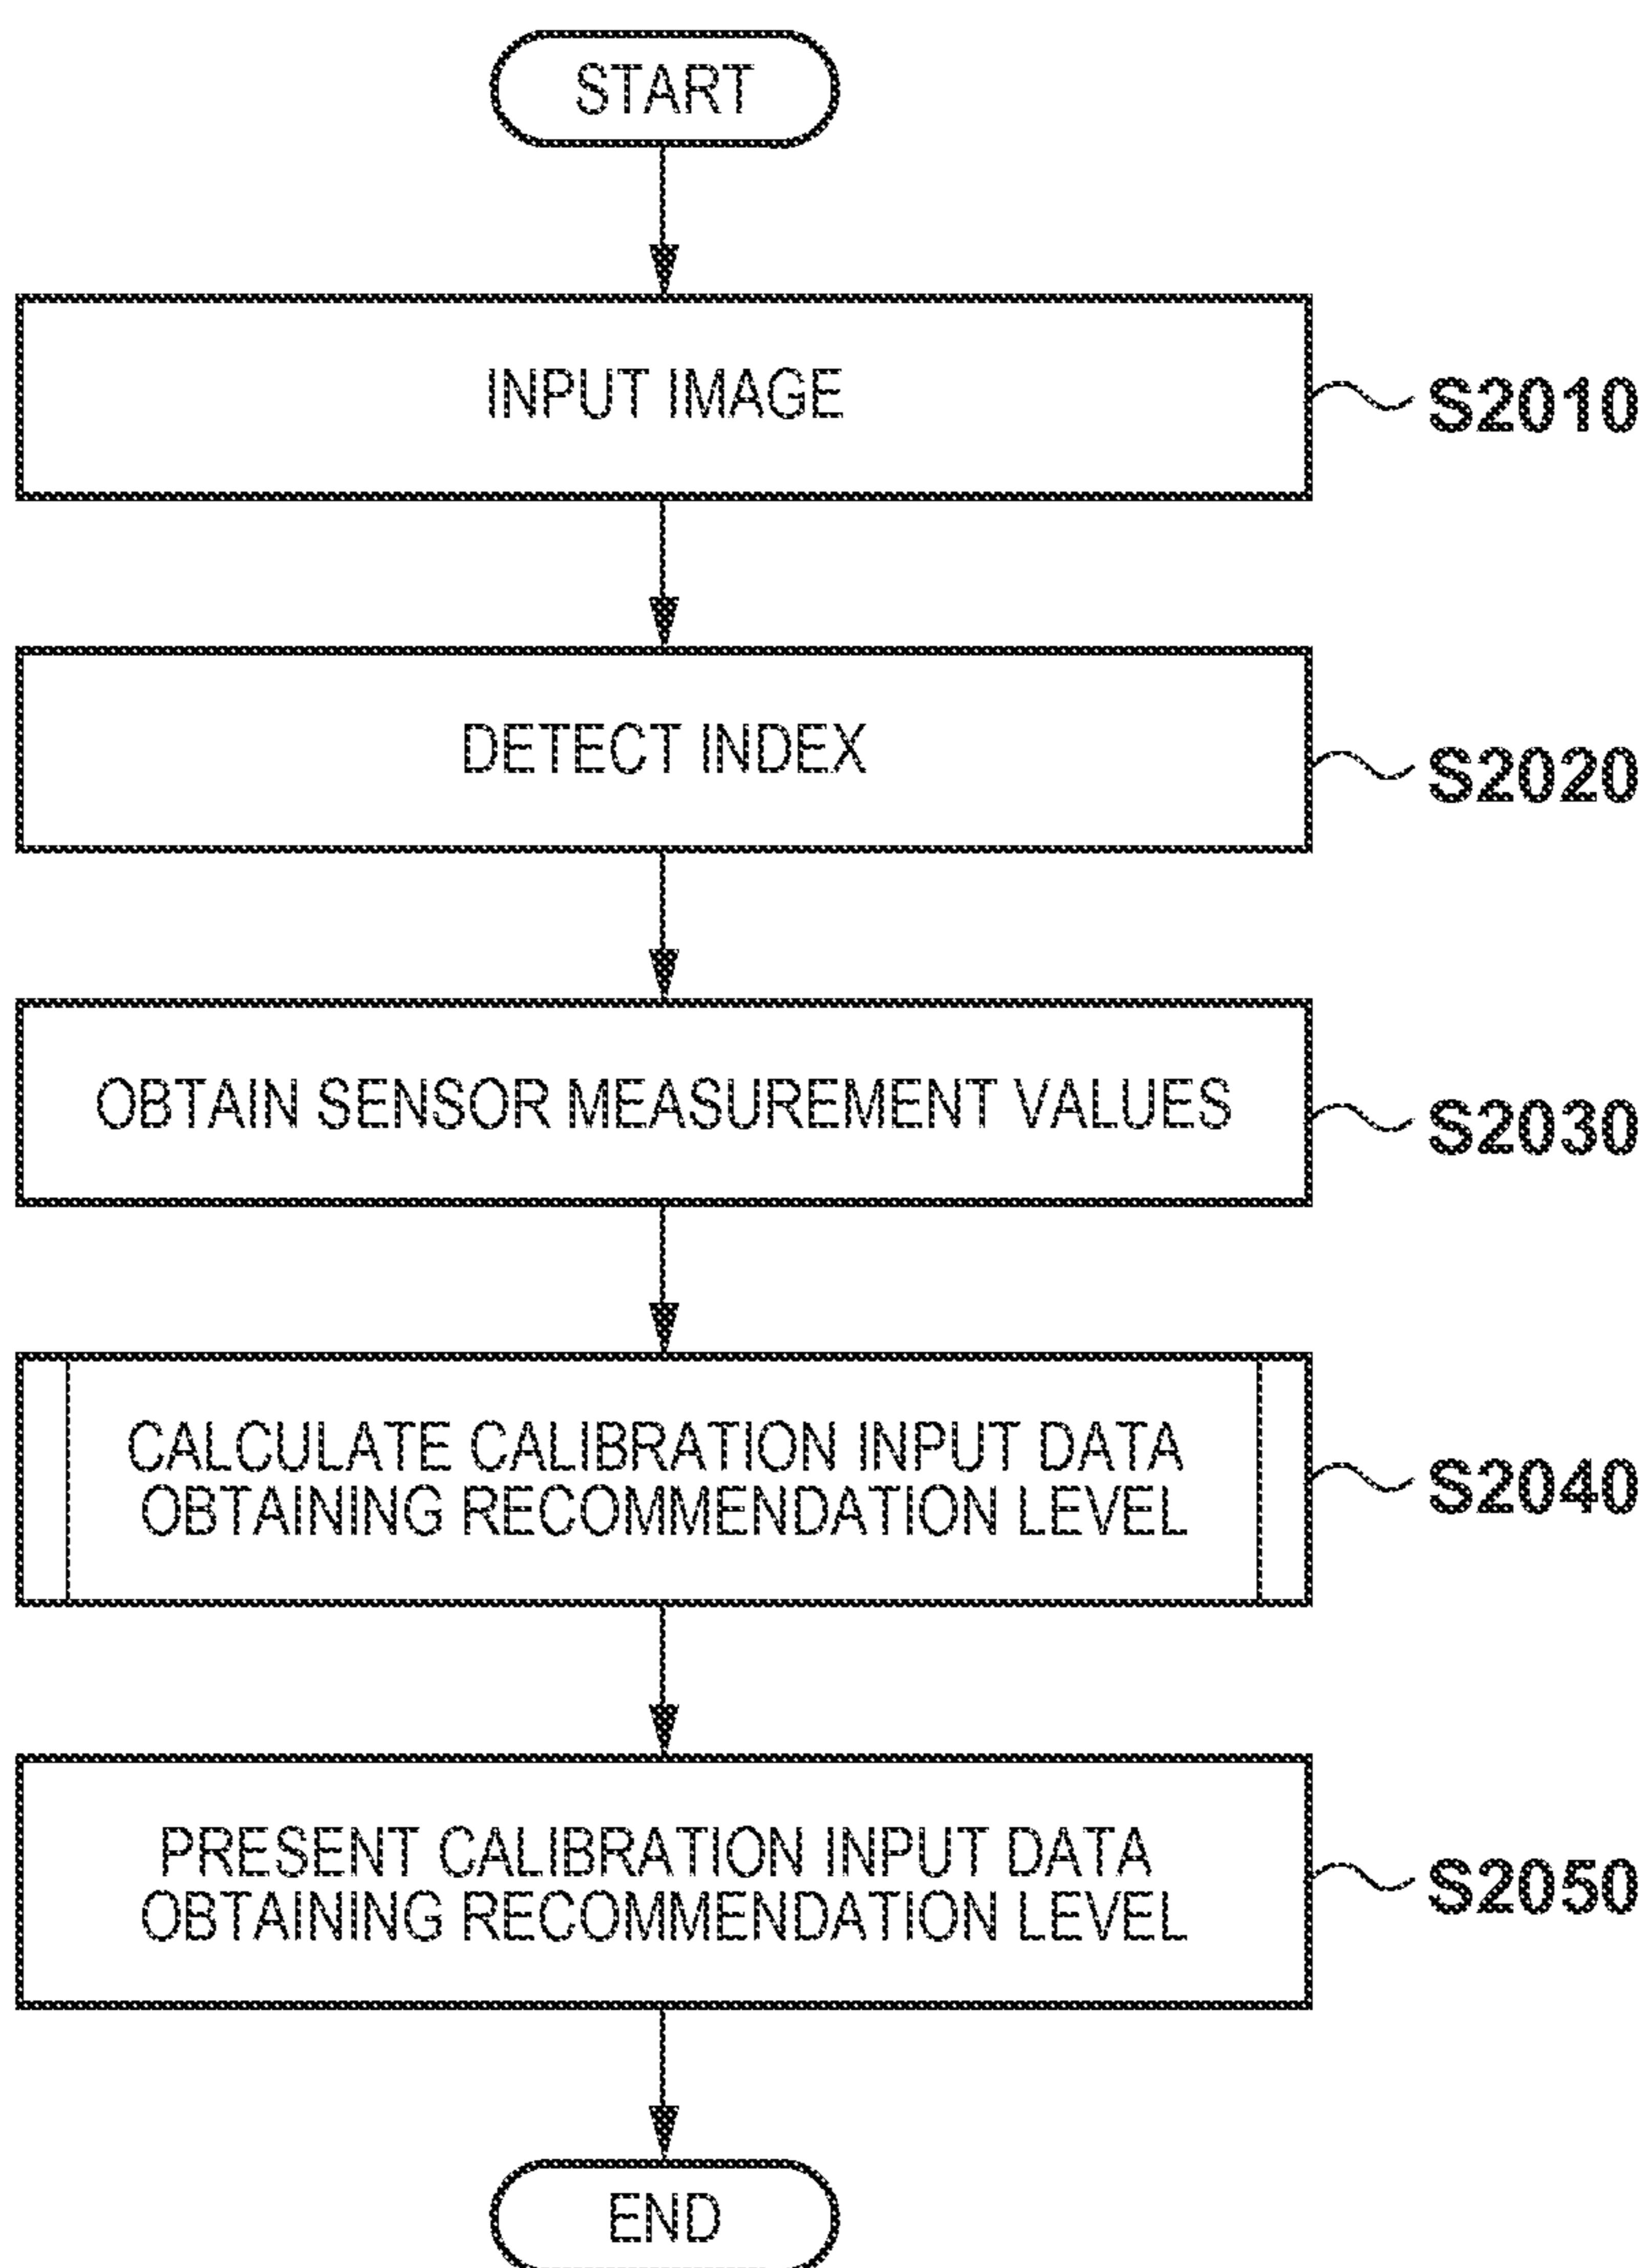 START
INPUT IMAGE
S2010
DETECT INDEX
S2020
OBTAIN SENSOR MEASUREMENT VALUES
S2030
CALCULATE CALIBRATION INPUT DATA
OBTAINING RECOMMENDATION LEVEL
S2040
PRESENT CALIBRATION INPUT DATA
OBTAINING RECOMMENDATION LEVEL
S2050
END